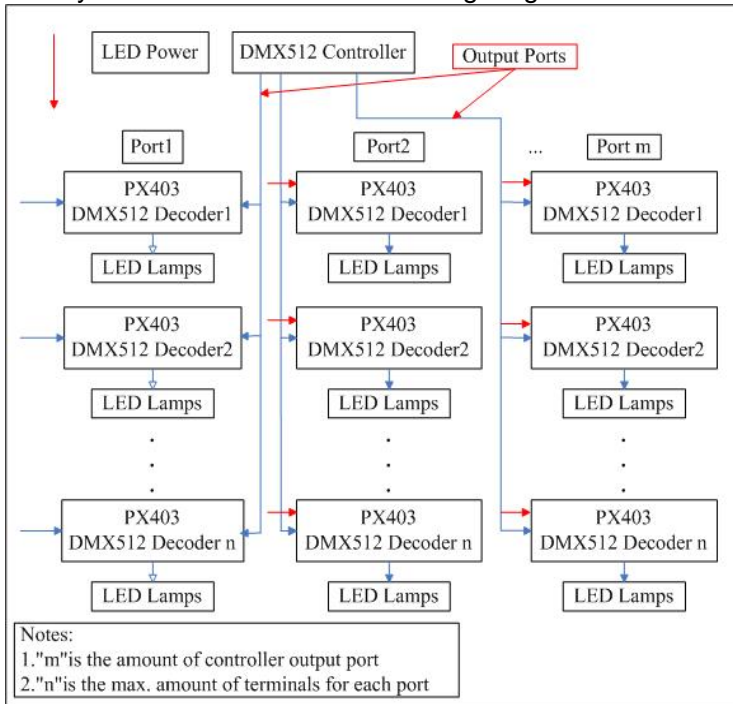 LED Power
DMX512 Controller
Output Ports
Port1
Port2
...
Port m
PX403
DMX512 Decoder1
PX403
DMX512 Decoder1
PX403
DMX512 Decoder1
LED Lamps
LED Lamps
LED Lamps
PX403
DMX512 Decoder2
PX403
DMX512 Decoder2
PX403
DMX512 Decoder2
LED Lamps
LED Lamps
LED Lamps
PX403
DMX512 Decoder n
PX403
DMX512 Decoder n
PX403
DMX512 Decoder n
LED Lamps
LED Lamps
LED Lamps
Notes:
1."m"is the amount of controller output port
2."n"is the max. amount of terminals for each port